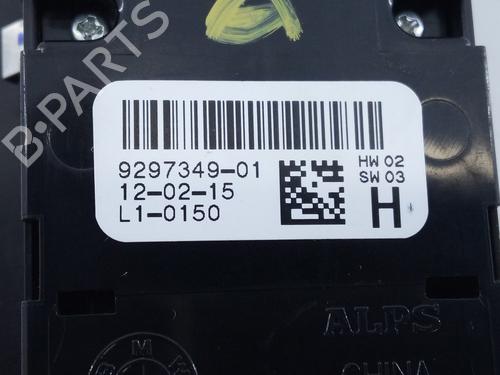 B-PARTS
9297349-01
12-02-15
L1-0150
HW 02
SW 03
H
ALPS
CHINA
B M W